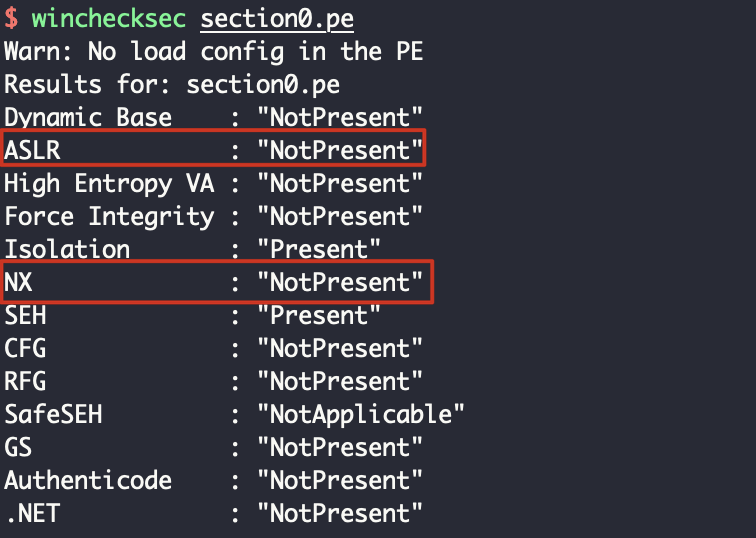 $ winchecksec section0.pe
Warn: No load config in the PE
Results for: section0.pe
Dynamic Base    : "NotPresent"
ASLR            : "NotPresent"
High Entropy VA : "NotPresent"
Force Integrity : "NotPresent"
Isolation       : "Present"
NX              : "NotPresent"
SEH             : "Present"
CFG             : "NotPresent"
RFG             : "NotPresent"
SafeSEH         : "NotApplicable"
GS              : "NotPresent"
Authenticode    : "NotPresent"
.NET            : "NotPresent"